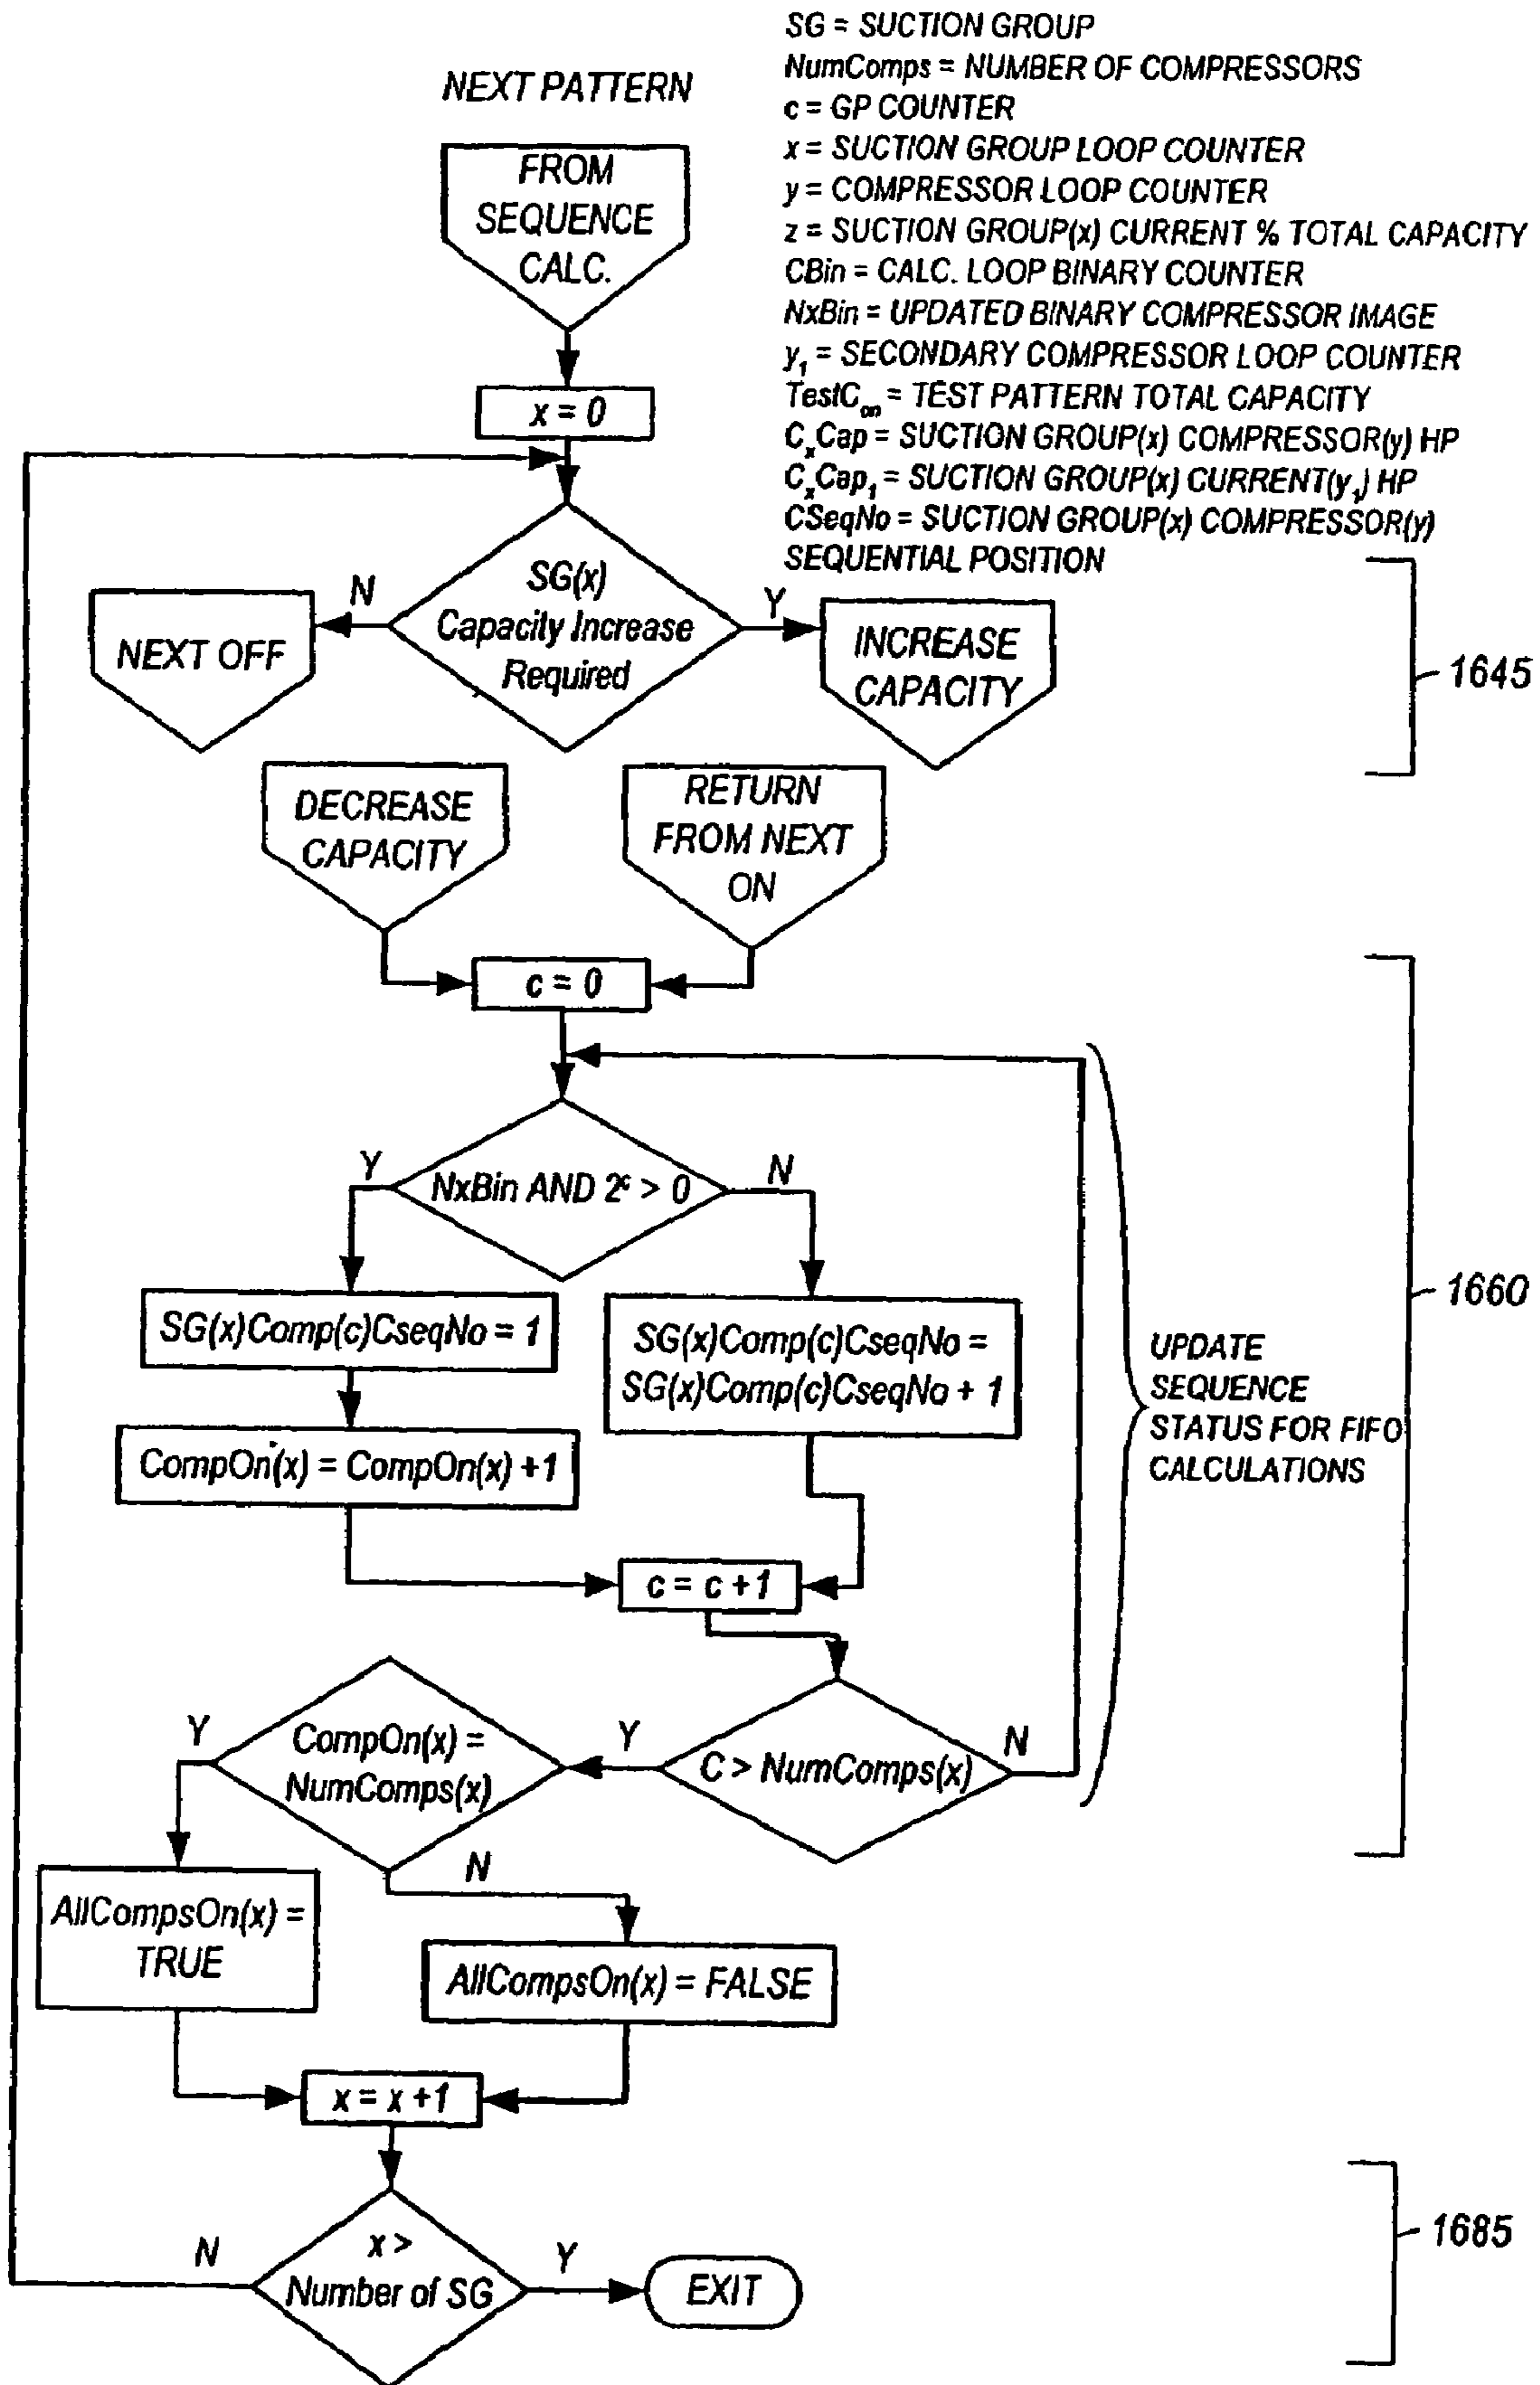 SG = SUCTION GROUP
NumComps = NUMBER OF COMPRESSORS
c = GP COUNTER
x = SUCTION GROUP LOOP COUNTER
y = COMPRESSOR LOOP COUNTER
z = SUCTION GROUP(x) CURRENT % TOTAL CAPACITY
CBin = CALC. LOOP BINARY COUNTER
NxBin = UPDATED BINARY COMPRESSOR IMAGE
y₁ = SECONDARY COMPRESSOR LOOP COUNTER
TestCₒₙ = TEST PATTERN TOTAL CAPACITY
CₓCap = SUCTION GROUP(x) COMPRESSOR(y) HP
CₓCap₁ = SUCTION GROUP(x) CURRENT(y₁) HP
CSeqNo = SUCTION GROUP(x) COMPRESSOR(y)
SEQUENTIAL POSITION
NEXT PATTERN
FROM
SEQUENCE
CALC.
x = 0
SG(x)
Capacity Increase
Required
N
Y
NEXT OFF
INCREASE
CAPACITY
1645
DECREASE
CAPACITY
RETURN
FROM NEXT
ON
c = 0
NxBin AND 2ᶜ > 0
Y
N
SG(x)Comp(c)CseqNo = 1
SG(x)Comp(c)CseqNo =
SG(x)Comp(c)CseqNo + 1
CompOn(x) = CompOn(x) +1
1660
UPDATE
SEQUENCE
STATUS FOR FIFO
CALCULATIONS
c = c +1
C > NumComps(x)
Y
N
CompOn(x) =
NumComps(x)
Y
N
AllCompsOn(x) =
TRUE
AllCompsOn(x) = FALSE
x = x +1
x >
Number of SG
N
Y
EXIT
1685